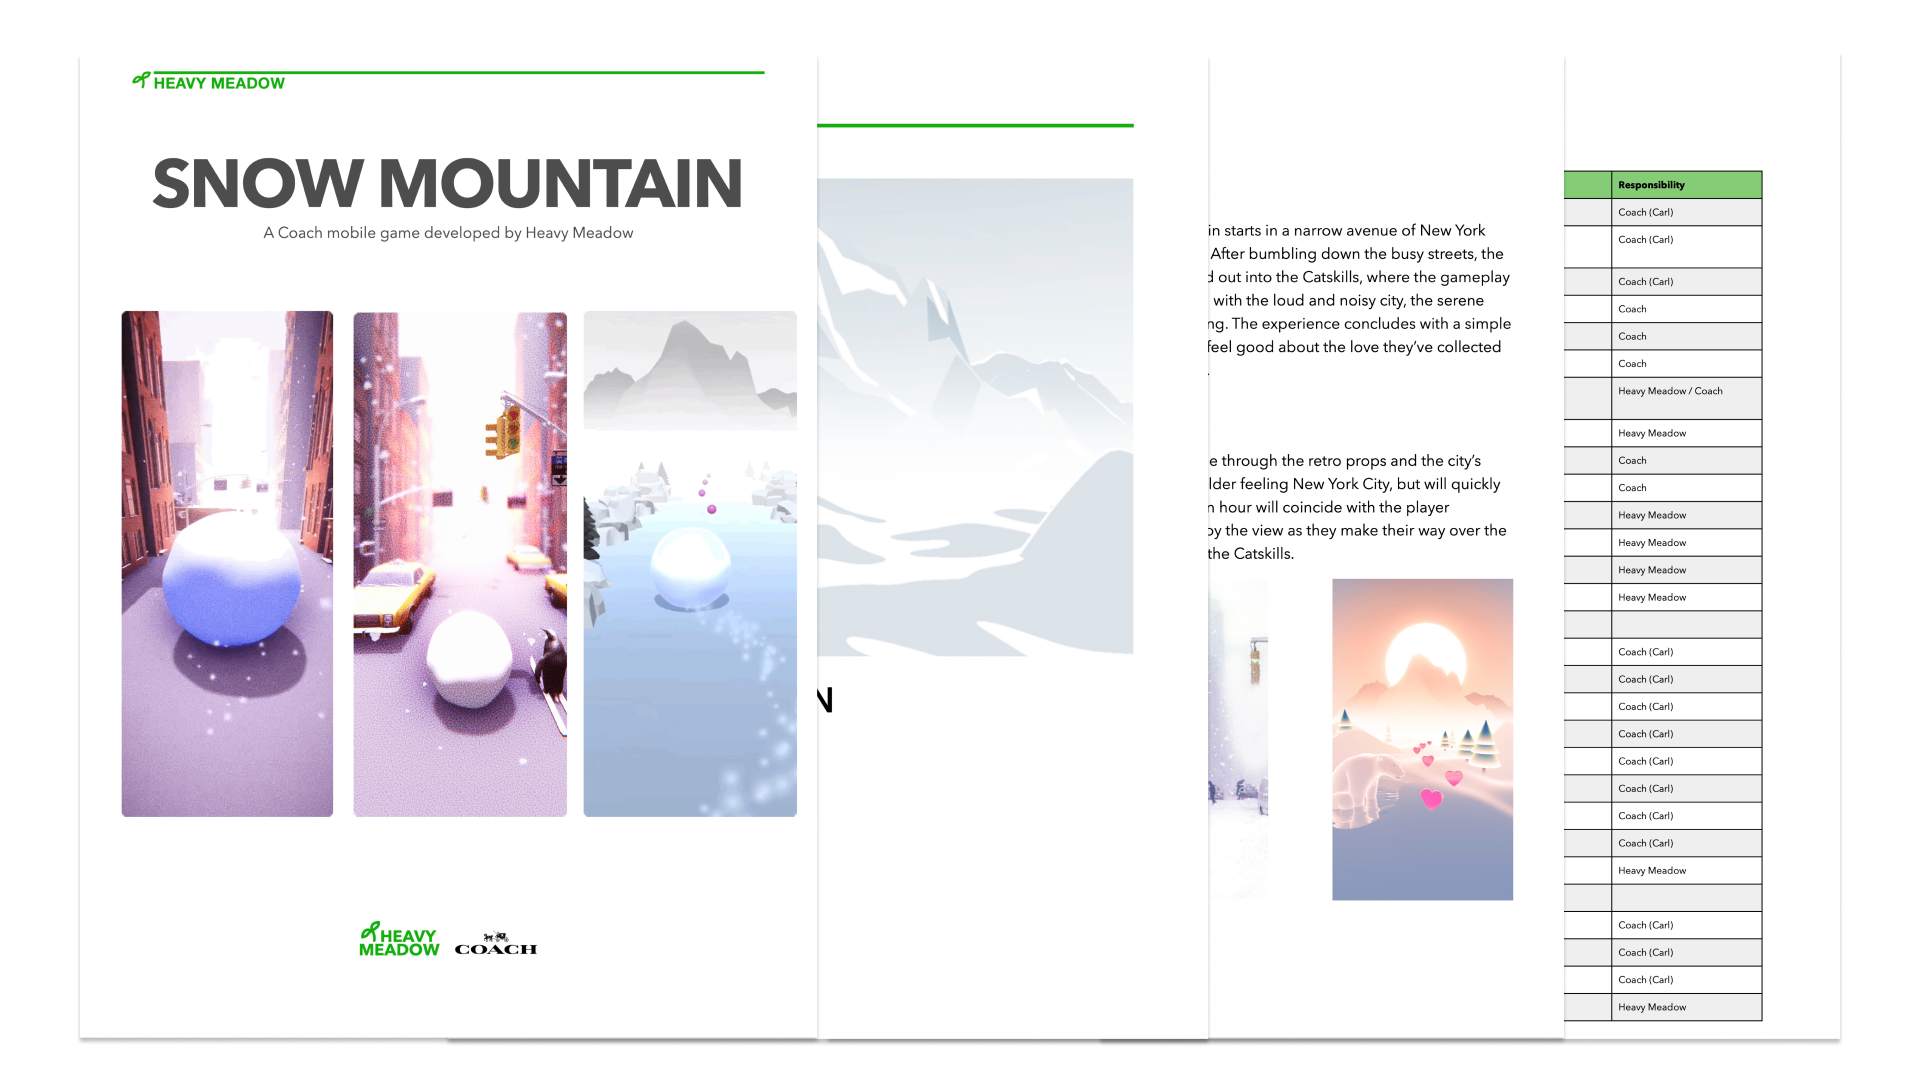 HEAVY MEADOW
SNOW MOUNTAIN
A Coach mobile game developed by Heavy Meadow
HEAVY
MEADOW
COACH
N
in starts in a narrow avenue of New York
After bumbling down the busy streets, the
d out into the Catskills, where the gameplay
with the loud and noisy city, the serene
ng. The experience concludes with a simple
feel good about the love they've collected
.
e through the retro props and the city's
lder feeling New York City, but will quickly
n hour will coincide with the player
by the view as they make their way over the
the Catskills.
Responsibility
Coach (Carl)
Coach (Carl)
Coach (Carl)
Coach
Coach
Coach
Heavy Meadow / Coach
Heavy Meadow
Coach
Coach
Heavy Meadow
Heavy Meadow
Heavy Meadow
Heavy Meadow
Coach (Carl)
Coach (Carl)
Coach (Carl)
Coach (Carl)
Coach (Carl)
Coach (Carl)
Coach (Carl)
Coach (Carl)
Heavy Meadow
Coach (Carl)
Coach (Carl)
Coach (Carl)
Heavy Meadow